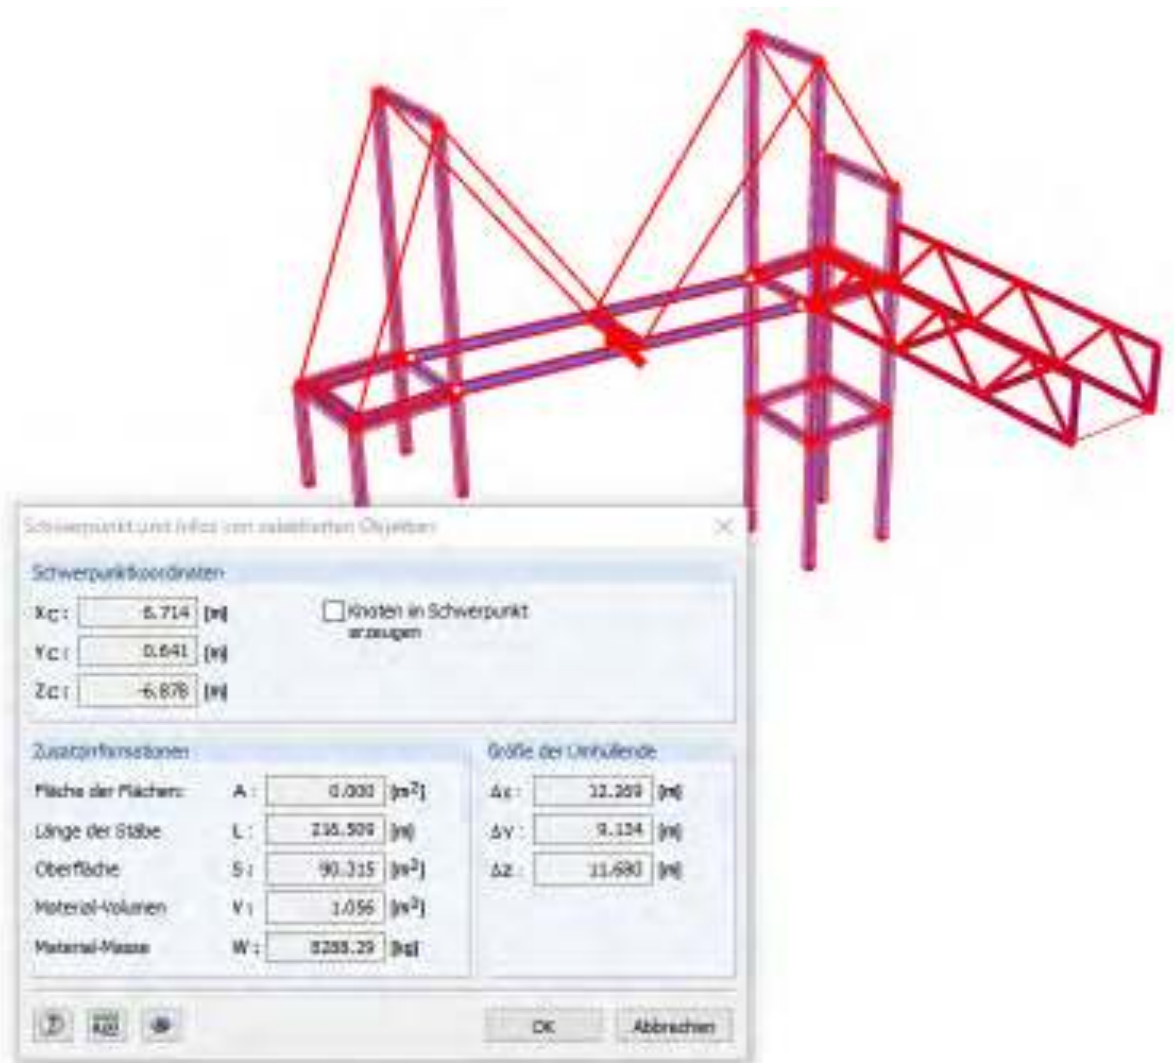 Schwerpunkt und Infos von selektierten Objekten
Schwerpunktkoordinaten
XC : 6.714 [m]
Knoten in Schwerpunkt
erzeugen
YC : 0.641 [m]
ZC : -6.878 [m]
Zusatzinformationen
Fläche der Flächen: A : 0.000 [m²]
Länge der Stäbe L : 216.509 [m]
Oberfläche S : 90.315 [m²]
Material-Volumen V : 1.056 [m³]
Material-Masse W : 8288.29 [kg]
Größe der Umhüllende
Δx : 12.269 [m]
ΔY : 9.134 [m]
ΔZ : 11.680 [m]
OK
Abbrechen